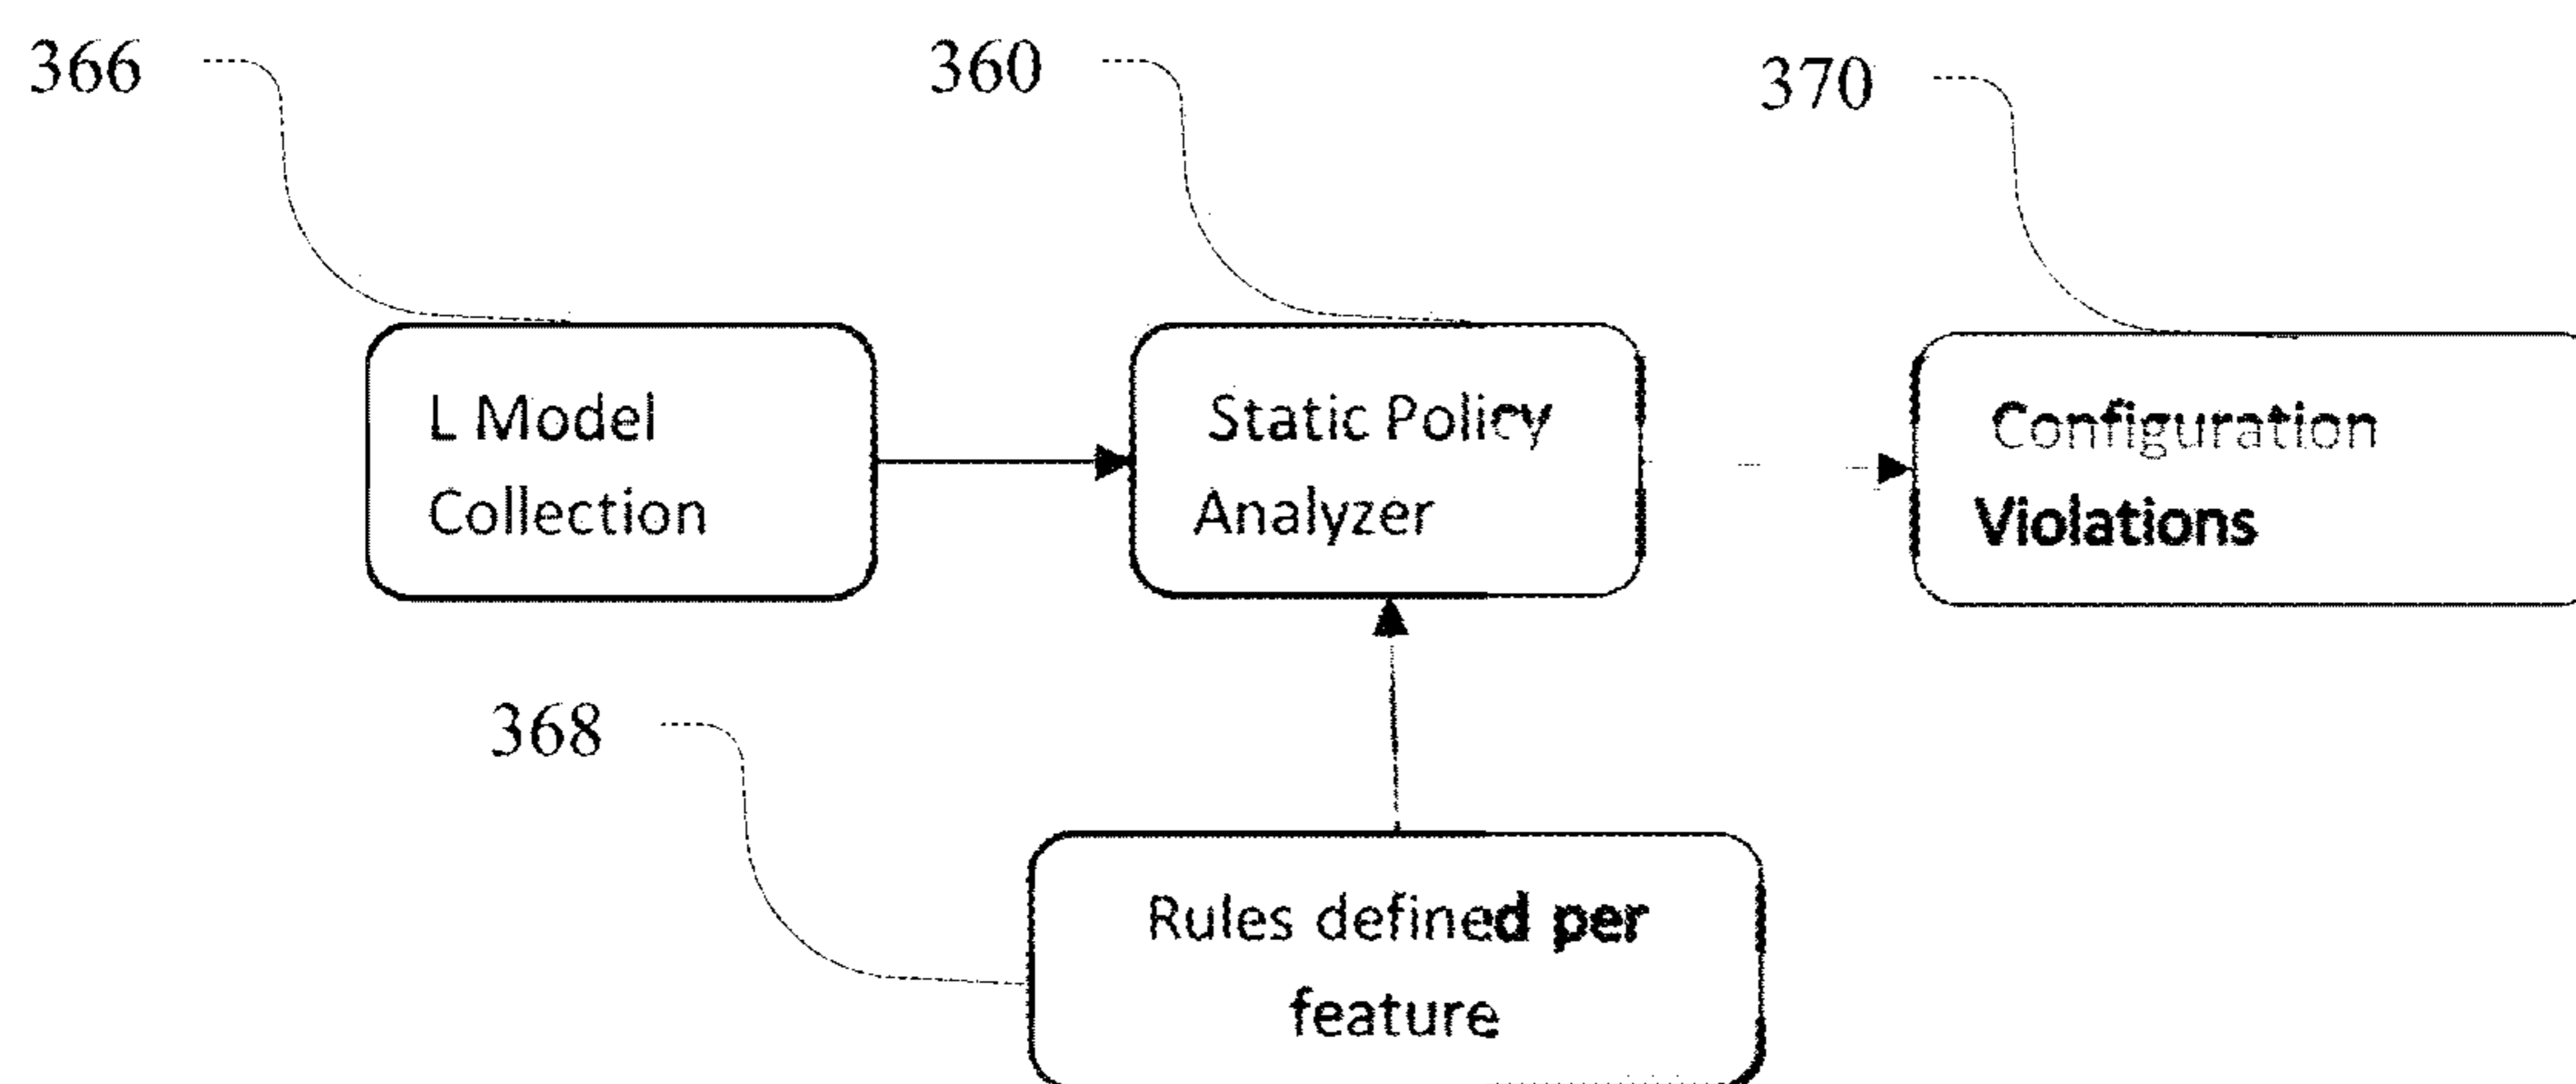 366
360
370
L Model
Collection
Static Policy
Analyzer
Configuration
Violations
368
Rules defined per
feature